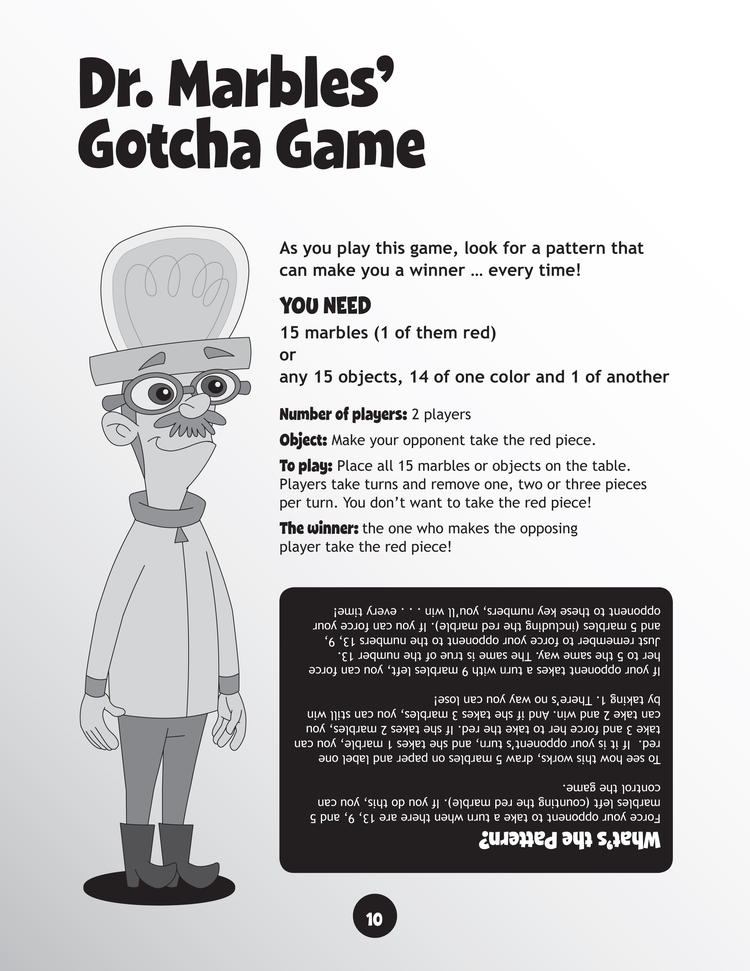 Dr. Marbles’
Gotcha Game
As you play this game, look for a pattern that
can make you a winner … every time!
YOU NEED
15 marbles (1 of them red)
or
any 15 objects, 14 of one color and 1 of another
Number of players: 2 players
Object: Make your opponent take the red piece.
To play: Place all 15 marbles or objects on the table.
Players take turns and remove one, two or three pieces
per turn. You don’t want to take the red piece!
The winner: the one who makes the opposing
player take the red piece!
What’s the Pattern?
Force your opponent to take a turn when there are 13, 9, and 5
marbles left (counting the red marble). If you do this, you can
control the game.
To see how this works, draw 5 marbles on paper and label one
red. If it is your opponent’s turn, and she takes 1 marble, you can
take 3 and force her to take the red. If she takes 2 marbles, you
can take 2 and win. And if she takes 3 marbles, you can still win
by taking 1. There’s no way you can lose!
If your opponent takes a turn with 9 marbles left, you can force
her to 5 the same way. The same is true of the number 13.
Just remember to force your opponent to the numbers 13, 9,
and 5 marbles (including the red marble). If you can force your
opponent to these key numbers, you’ll win . . . every time!
10